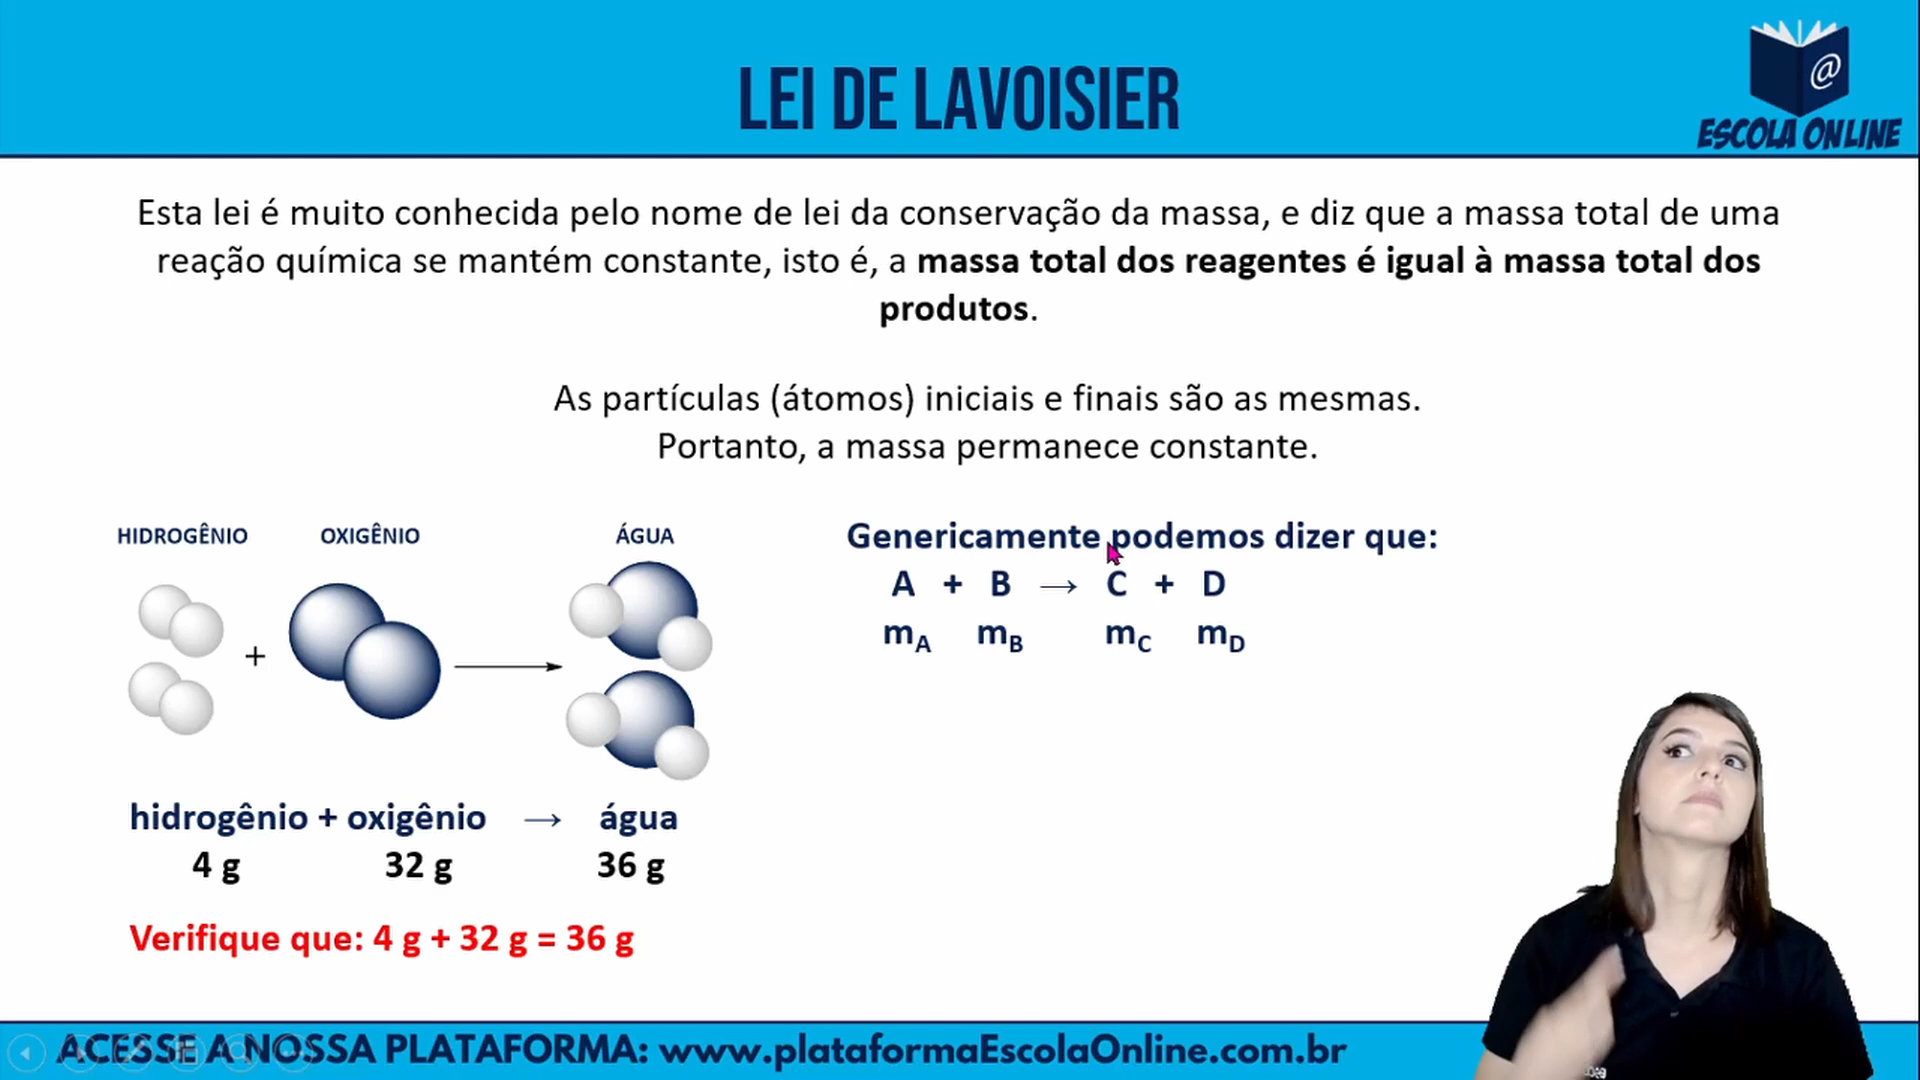 LEI DE LAVOISIER
@
ESCOLA ONLINE
Esta lei é muito conhecida pelo nome de lei da conservação da massa, e diz que a massa total de uma
reação química se mantém constante, isto é, a massa total dos reagentes é igual à massa total dos
produtos.
As partículas (átomos) iniciais e finais são as mesmas.
Portanto, a massa permanece constante.
HIDROGÊNIO OXIGÊNIO ÁGUA
+
hidrogênio + oxigênio → água
4 g 32 g 36 g
Verifique que: 4 g + 32 g = 36 g
Genericamente podemos dizer que:
A + B → C + D
mA mB mC mD
ACESSE A NOSSA PLATAFORMA: www.plataformaEscolaOnline.com.br